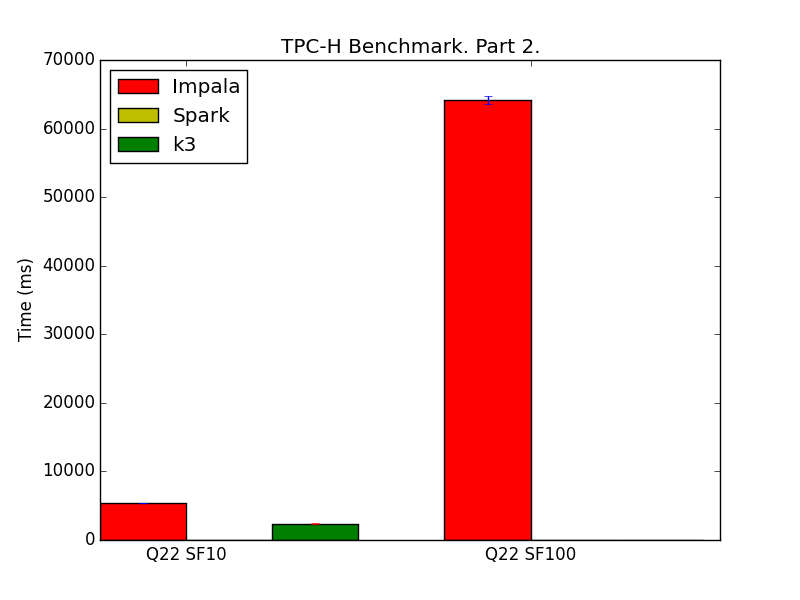 TPC-H Benchmark. Part 2.
70000
60000
50000
40000
30000
20000
10000
0
Time (ms)
Impala
Spark
k3
Q22 SF10
Q22 SF100